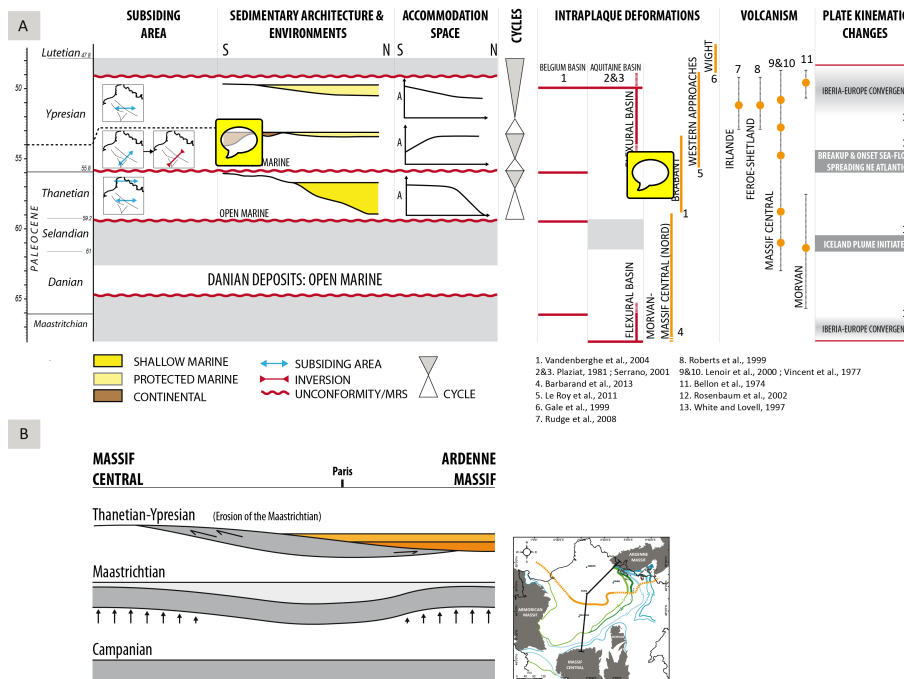 A
SUBSIDING
AREA
SEDIMENTARY ARCHITECTURE &
ENVIRONMENTS
S N
ACCOMMODATION
SPACE
S N
CYCLES
INTRAPLAQUE DEFORMATIONS
BELGIUM BASIN
1
AQUITAINE BASIN
2&3
VOLCANISM
PLATE KINEMATIC
CHANGES
Lutetian 47.8
50
Ypresian
55
55.8
Thanetian
59.2
60
Selandian
61
Danian
65
Maastritchian
PALEOCENE
MARINE
OPEN MARINE
DANIAN DEPOSITS: OPEN MARINE
A
A
A
FLEXURAL BASIN
MORVAN-
MASSIF CENTRAL (NORD)
4
BRABANT
1
WESTERN APPROACHES
5
WIGHT
6
7
IRLANDE
8
FEROE-SHETLAND
9&10
MASSIF CENTRAL
11
MORVAN
IBERIA-EUROPE CONVERGEN
BREAKUP & ONSET SEA-FLO
SPREADING NE ATLANTIC
ICELAND PLUME INITIATE
IBERIA-EUROPE CONVERGEN
SHALLOW MARINE
PROTECTED MARINE
CONTINENTAL
SUBSIDING AREA
INVERSION
UNCONFORMITY/MRS
CYCLE
1. Vandenberghe et al., 2004
2&3. Plaziat, 1981 ; Serrano, 2001
4. Barbarand et al., 2013
5. Le Roy et al., 2011
6. Gale et al., 1999
7. Rudge et al., 2008
8. Roberts et al., 1999
9&10. Lenoir et al., 2000 ; Vincent et al., 1977
11. Bellon et al., 1974
12. Rosenbaum et al., 2002
13. White and Lovell, 1997
B
MASSIF
CENTRAL
Paris
ARDENNE
MASSIF
Thanetian-Ypresian (Erosion of the Maastrichtian)
Maastrichtian
Campanian
ARDENNE
MASSIF
ARMORICAN
MASSIF
MASSIF
CENTRAL